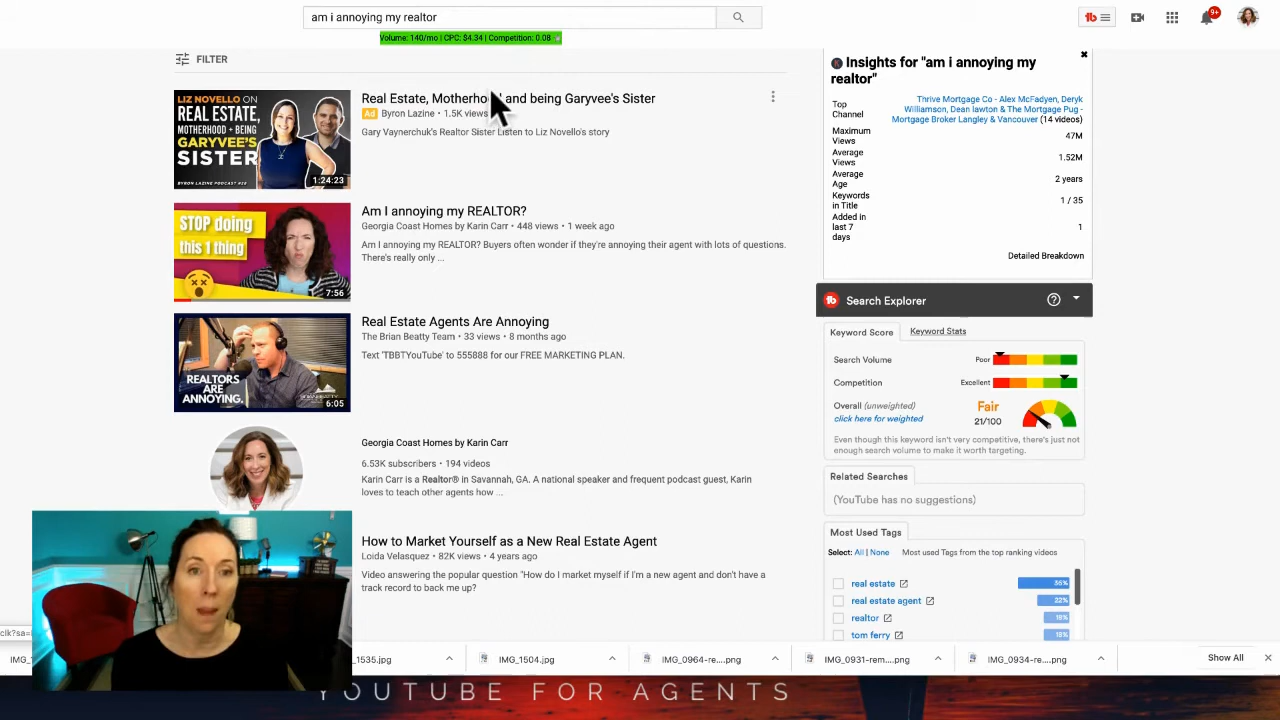 am i annoying my realtor
Volume: 140/mo | CPC: $4.34 | Competition: 0.08
9+
FILTER
LIZ NOVELLO ON
REAL ESTATE,
MOTHERHOOD
+ BEING
GARYVEE'S
SISTER
BYRON LAZINE PODCAST #28
1:24:23
Real Estate, Motherhood and being Garyvee's Sister
Ad Byron Lazine • 1.5K views
Gary Vaynerchuk's Realtor Sister Listen to Liz Novello's story
STOP doing
this 1 thing
7:56
Am I annoying my REALTOR?
Georgia Coast Homes by Karin Carr • 448 views • 1 week ago
Am I annoying my REALTOR? Buyers often wonder if they're annoying their agent with lots of questions.
There's really only ...
REALTORS
ARE
ANNOYING.
6:05
Real Estate Agents Are Annoying
The Brian Beatty Team • 33 views • 8 months ago
Text 'TBBTYouTube' to 555888 for our FREE MARKETING PLAN.
Georgia Coast Homes by Karin Carr
6.53K subscribers • 194 videos
Karin Carr is a Realtor® in Savannah, GA. A national speaker and frequent podcast guest, Karin
loves to teach other agents how ...
How to Market Yourself as a New Real Estate Agent
Loida Velasquez • 82K views • 4 years ago
Video answering the popular question "How do I market myself if I'm a new agent and don't have a
track record to back me up?
Insights for "am i annoying my
realtor"
Top
Channel
Thrive Mortgage Co - Alex McFadyen, Deryk
Williamson, Dean lawton & The Mortgage Pug -
Mortgage Broker Langley & Vancouver (14 videos)
Maximum
Views
47M
Average
Views
1.52M
Average
Age
2 years
Keywords
in Title
1 / 35
Added in
last 7
days
1
Detailed Breakdown
tb Search Explorer
Keyword Score Keyword Stats
Search Volume Poor
Competition Excellent
Overall (unweighted) Fair
click here for weighted 21/100
Even though this keyword isn't very competitive, there's just not
enough search volume to make it worth targeting.
Related Searches
(YouTube has no suggestions)
Most Used Tags
Select: All | None Most used Tags from the top ranking videos
real estate 36%
real estate agent 22%
realtor 18%
tom ferry 18%
clk?sa=
IMG_1
_1535.jpg
IMG_1504.jpg
IMG_0964-re....png
IMG_0931-rem....png
IMG_0934-re....png
Show All
YOUTUBE FOR AGENTS